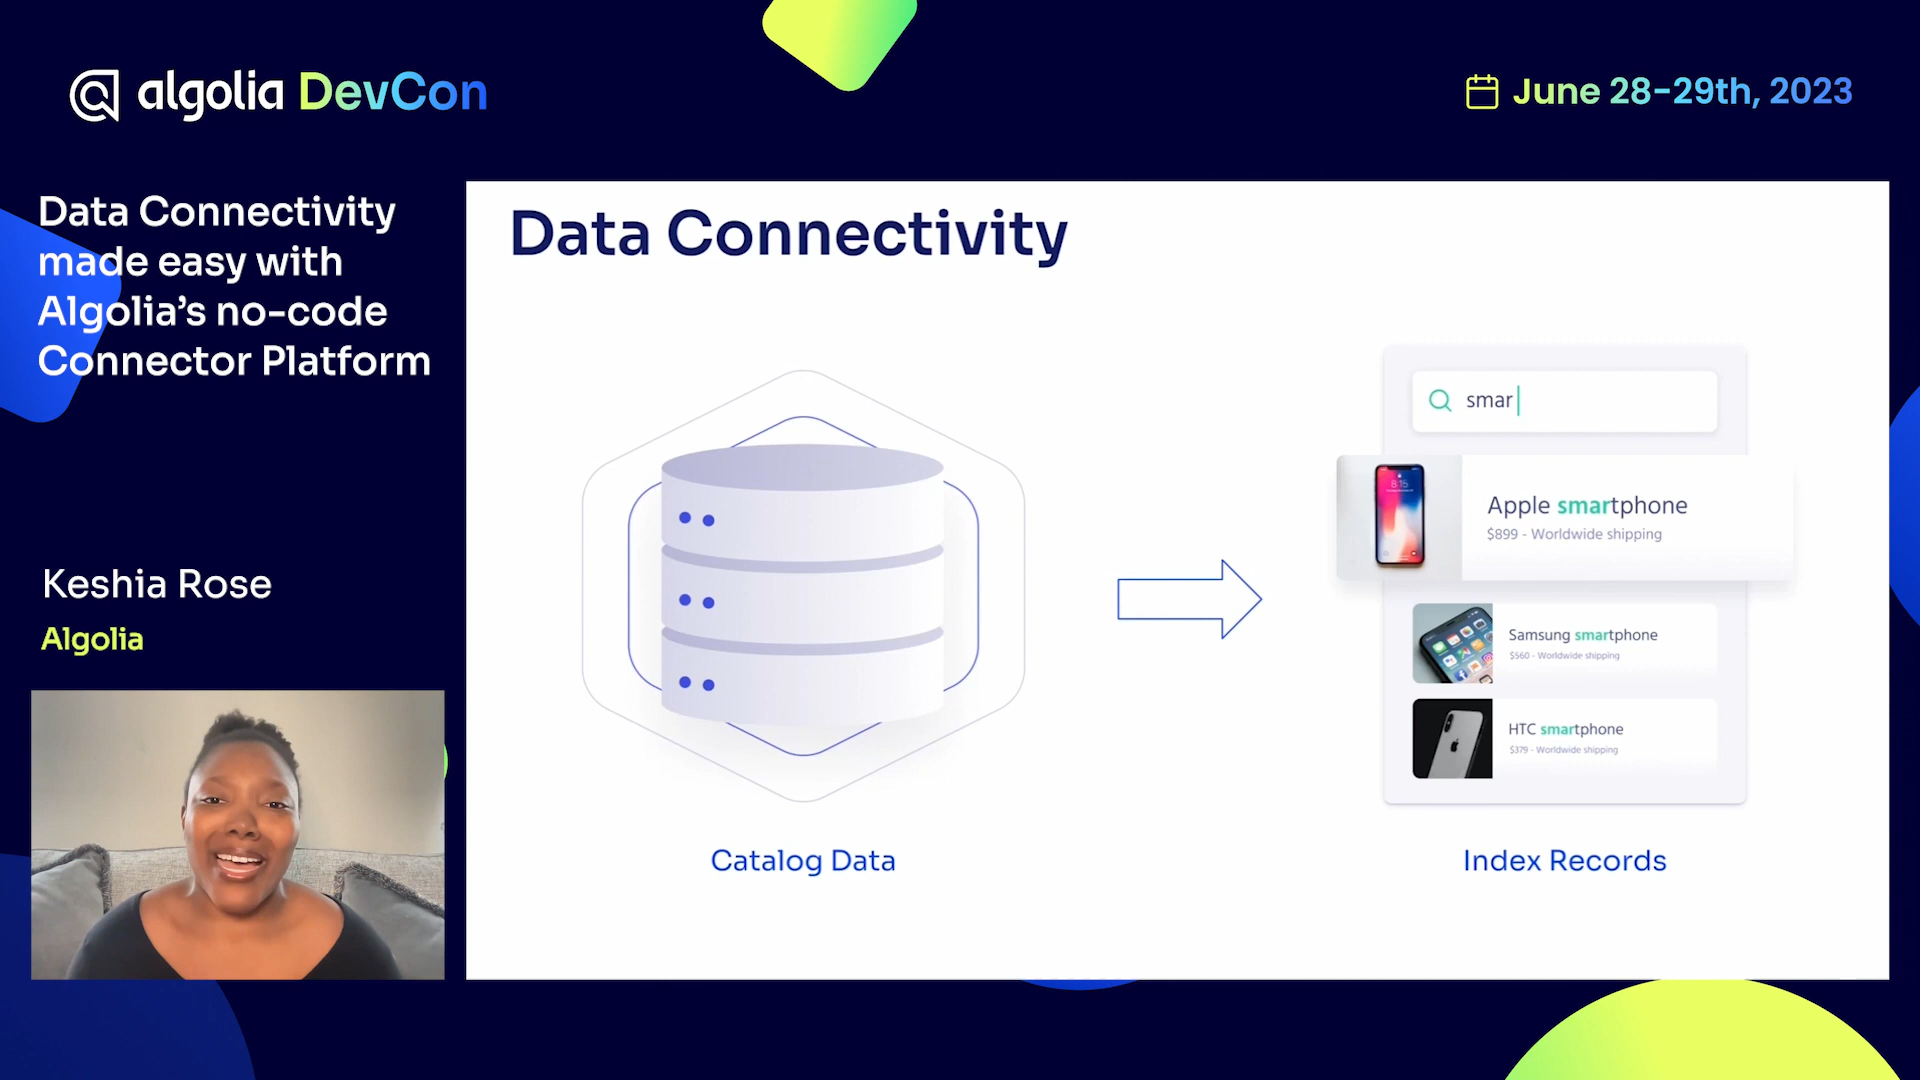 algolia DevCon
June 28-29th, 2023
Data Connectivity
made easy with
Algolia’s no-code
Connector Platform
Keshia Rose
Algolia
Data Connectivity
smar
8:15
Apple smartphone
$899 - Worldwide shipping
Samsung smartphone
$560 - Worldwide shipping
HTC smartphone
$379 - Worldwide shipping
Catalog Data
Index Records